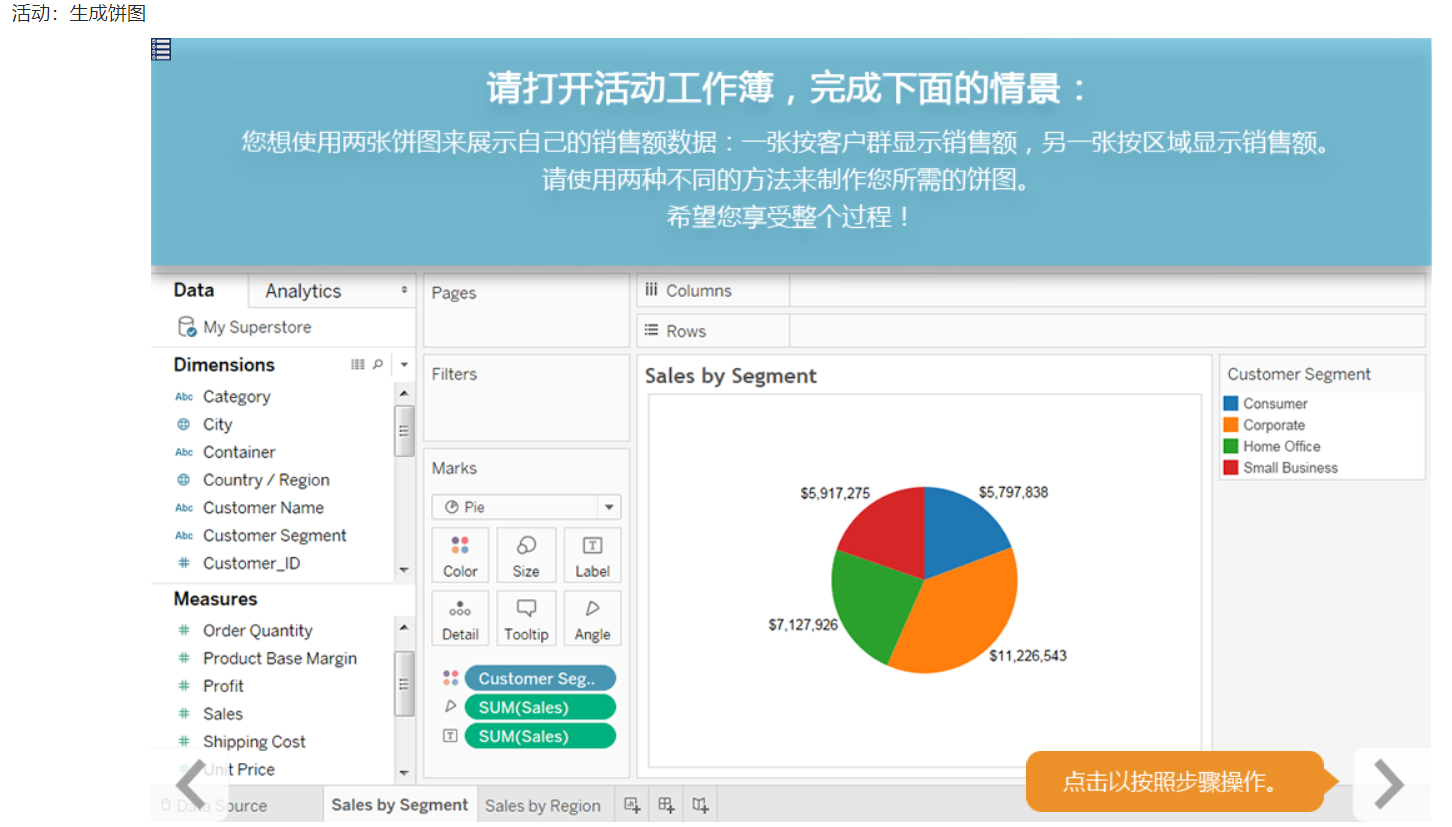 活动：生成饼图
请打开活动工作簿，完成下面的情景：
您想使用两张饼图来展示自己的销售额数据：一张按客户群显示销售额，另一张按区域显示销售额。
请使用两种不同的方法来制作您所需的饼图。
希望您享受整个过程！
Data
Analytics
My Superstore
Dimensions
Abc Category
City
Abc Container
Country / Region
Abc Customer Name
Abc Customer Segment
# Customer_ID
Measures
# Order Quantity
# Product Base Margin
# Profit
# Sales
# Shipping Cost
# Unit Price
Pages
Filters
Marks
Pie
Color
Size
T
Label
Detail
Tooltip
Angle
Customer Seg..
SUM(Sales)
T SUM(Sales)
iii Columns
Rows
Sales by Segment
$5,917,275
$5,797,838
$7,127,926
$11,226,543
Customer Segment
Consumer
Corporate
Home Office
Small Business
点击以按照步骤操作。
Data Source
Sales by Segment
Sales by Region